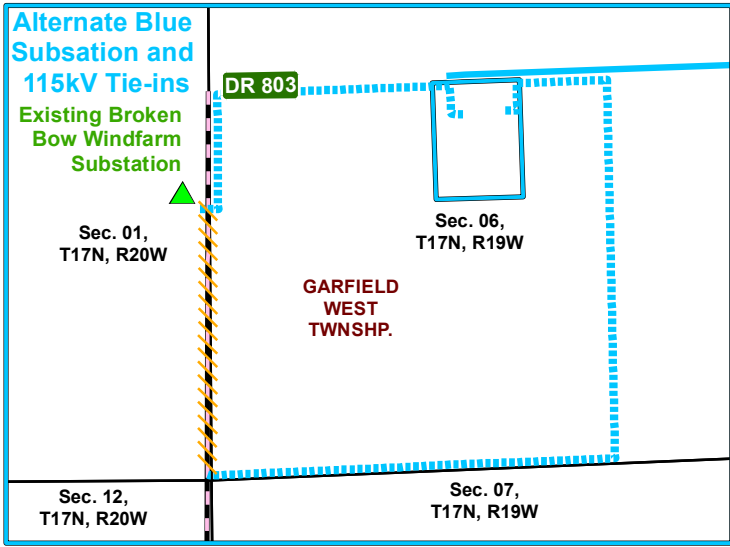 Alternate Blue
Subsation and
115kV Tie-ins
Existing Broken
Bow Windfarm
Substation
DR 803
Sec. 01,
T17N, R20W
Sec. 06,
T17N, R19W
GARFIELD
WEST
TWNSHP.
Sec. 12,
T17N, R20W
Sec. 07,
T17N, R19W